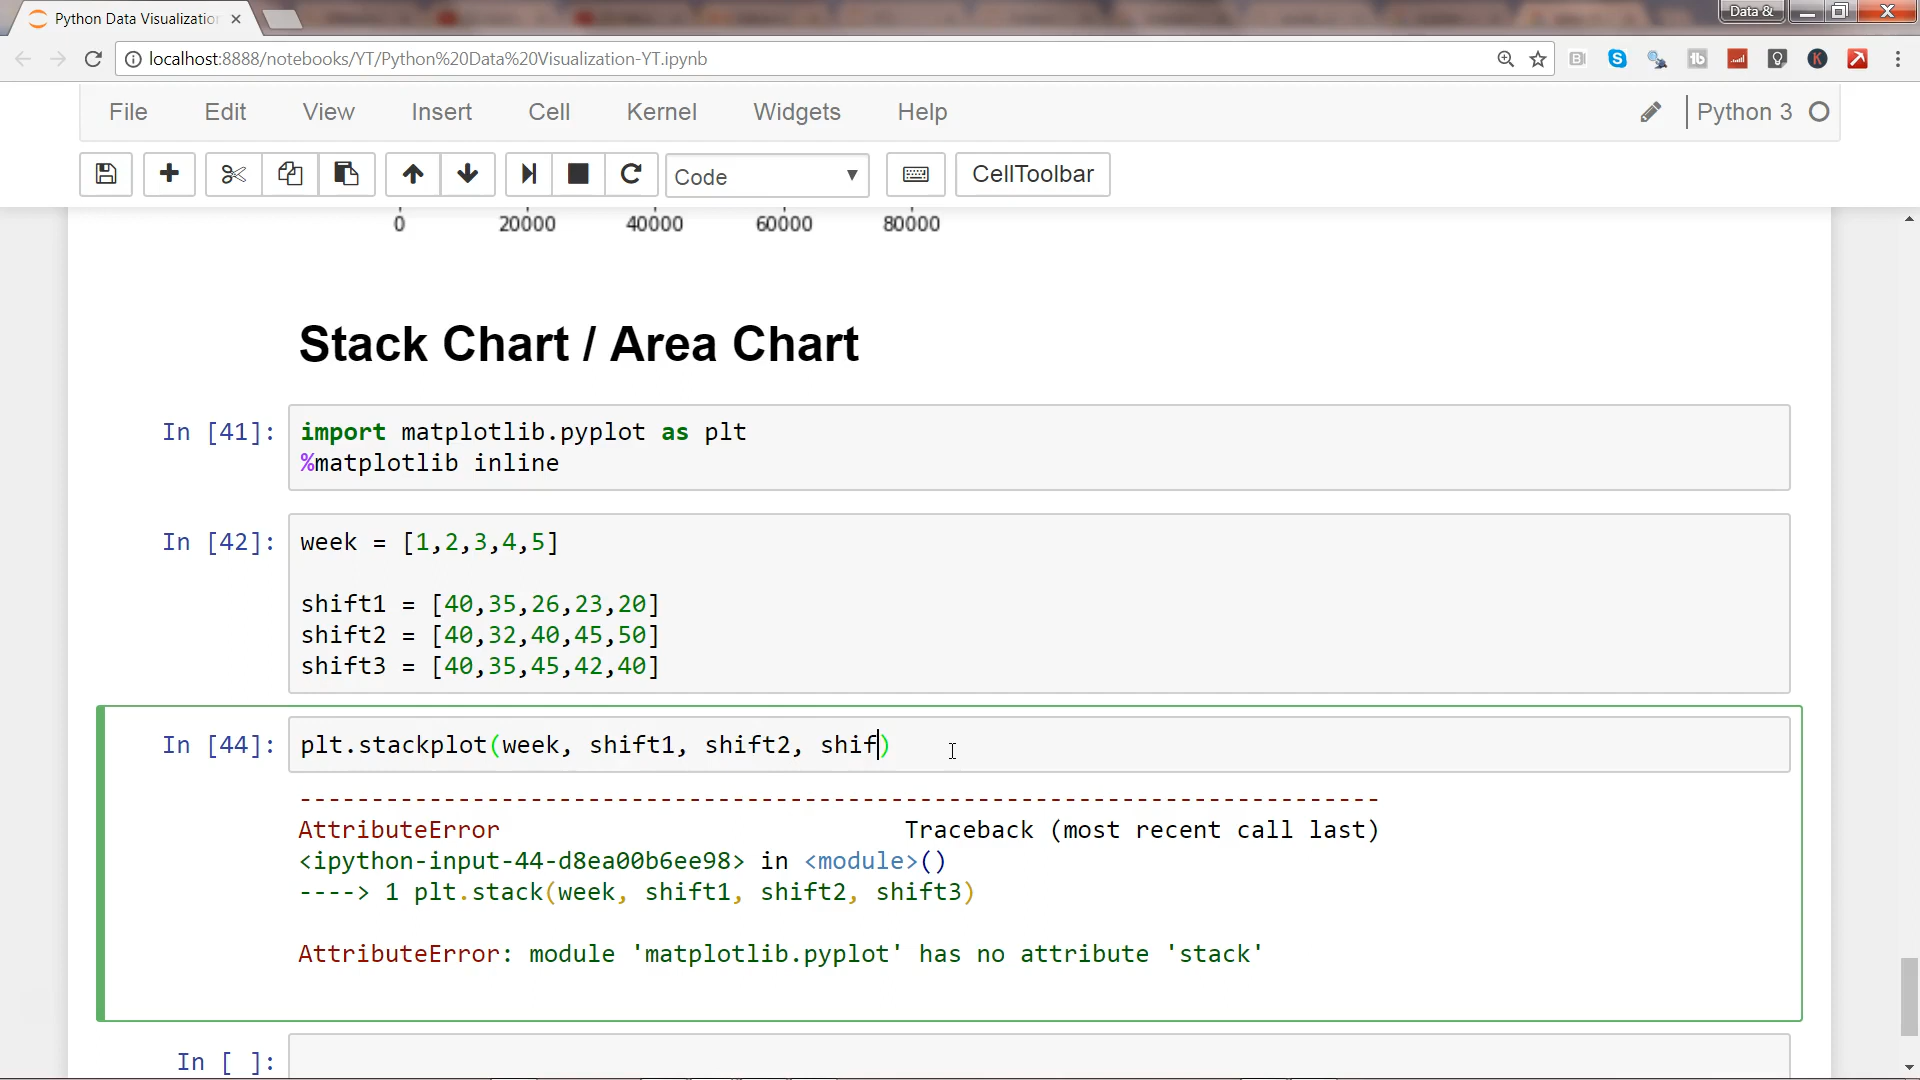 Python Data Visualizatio
Data &
localhost:8888/notebooks/YT/Python%20Data%20Visualization-YT.ipynb
File Edit View Insert Cell Kernel Widgets Help Python 3
Code CellToolbar
0 20000 40000 60000 80000
Stack Chart / Area Chart
In [41]: import matplotlib.pyplot as plt
%matplotlib inline
In [42]: week = [1,2,3,4,5]
shift1 = [40,35,26,23,20]
shift2 = [40,32,40,45,50]
shift3 = [40,35,45,42,40]
In [44]: plt.stackplot(week, shift1, shift2, shif)
---------------------------------------------------------------------------
AttributeError Traceback (most recent call last)
<ipython-input-44-d8ea00b6ee98> in <module>()
----> 1 plt.stack(week, shift1, shift2, shift3)
AttributeError: module 'matplotlib.pyplot' has no attribute 'stack'
In [ ]: